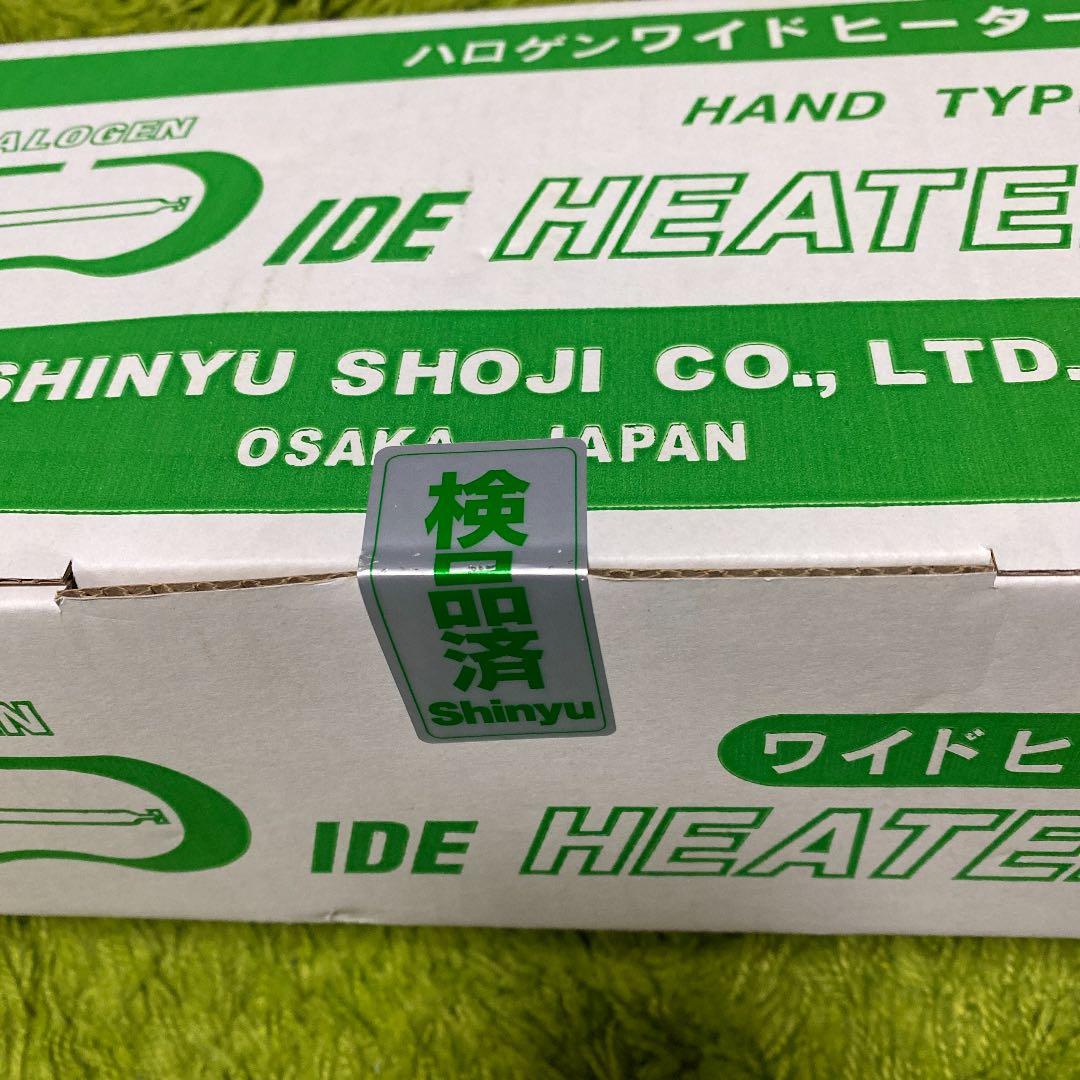 ハロゲンワイドヒーター
HAND TYP
ALOGEN
IDE HEATE
SHINYU SHOJI CO., LTD.
OSAKA JAPAN
検品済
Shinyu
EN
ワイドヒ
IDE HEATE